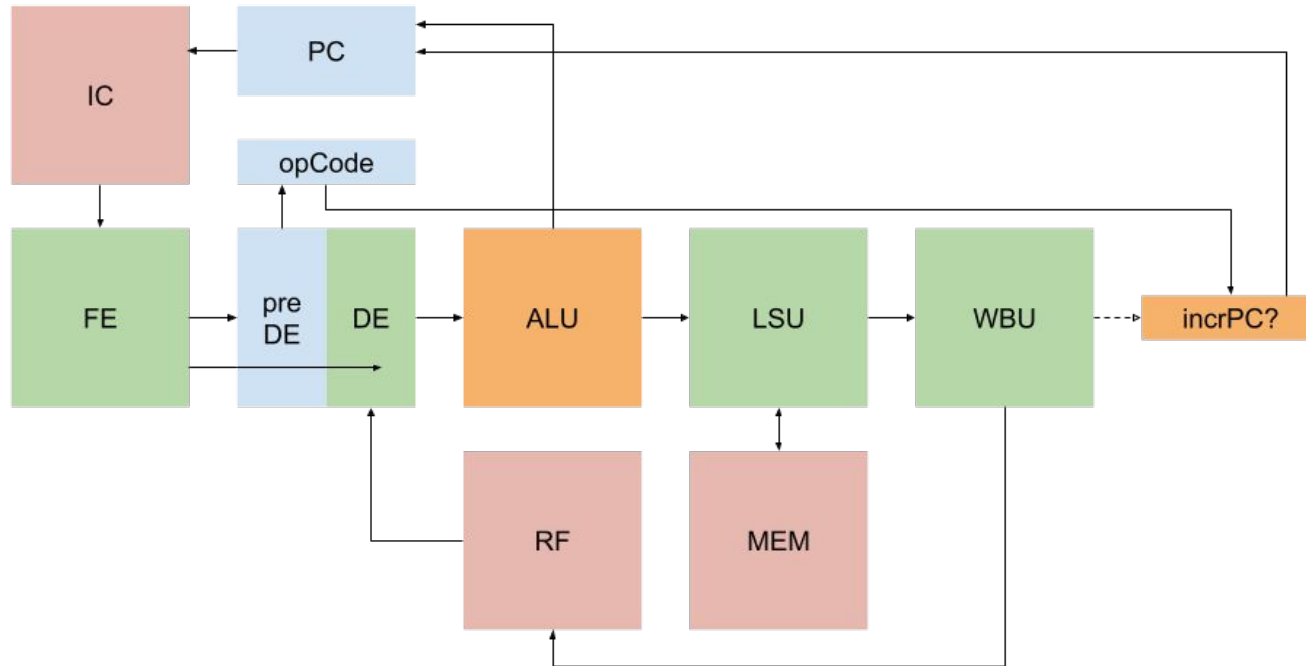 IC
PC
opCode
FE
pre
DE
DE
ALU
LSU
WBU
incrPC?
RF
MEM